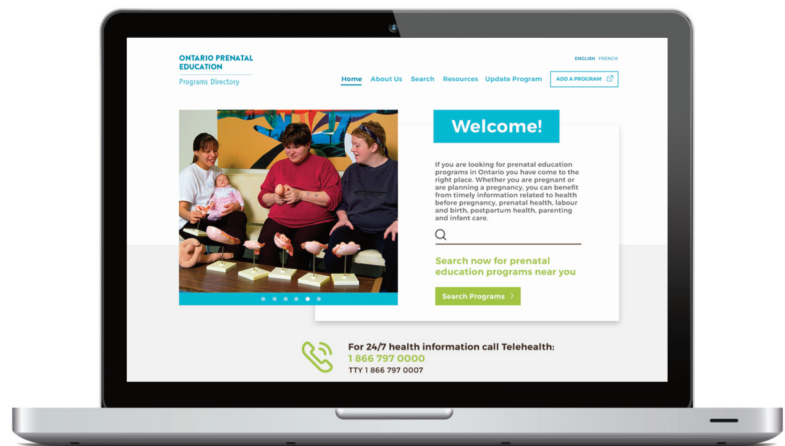 ONTARIO PRENATAL
EDUCATION
Programs Directory
ENGLISH FRENCH
Home About Us Search Resources Update Program ADD A PROGRAM
Welcome!
If you are looking for prenatal education
programs in Ontario you have come to the
right place. Whether you are pregnant or
are planning a pregnancy, you can benefit
from timely information related to health
before pregnancy, prenatal health, labour
and birth, postpartum health, parenting
and infant care.
Search now for prenatal
education programs near you
Search Programs
For 24/7 health information call Telehealth:
1 866 797 0000
TTY 1 866 797 0007